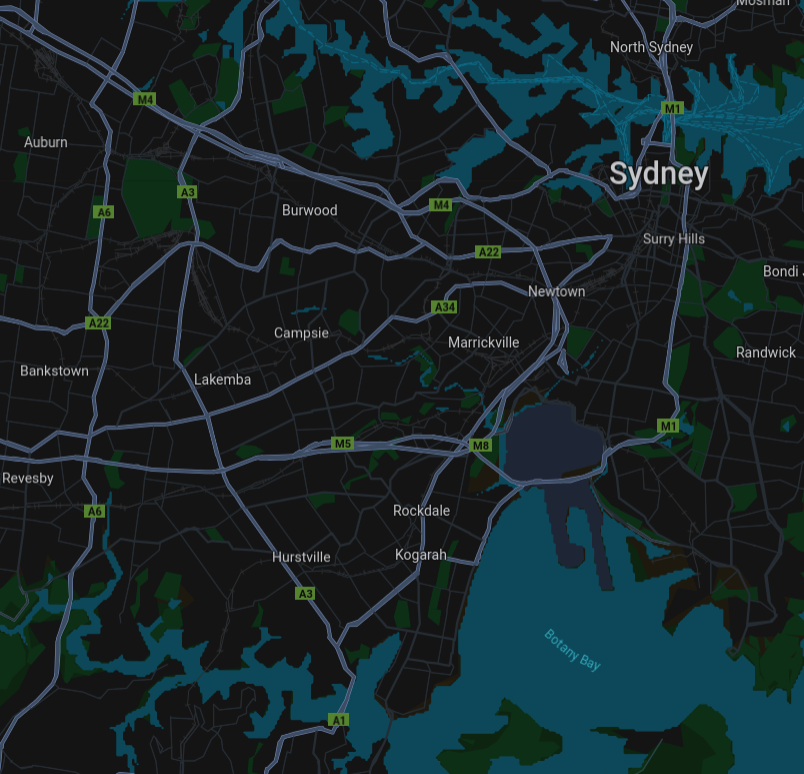 Mosman
North Sydney
M4
M1
Auburn
Sydney
A3
M4
A6
Burwood
Surry Hills
A22
Bondi
Newtown
A34
A22
Campsie
Marrickville
Randwick
Bankstown
Lakemba
M1
M5
M8
Revesby
A6
Rockdale
Hurstville
Kogarah
A3
Botany Bay
A1